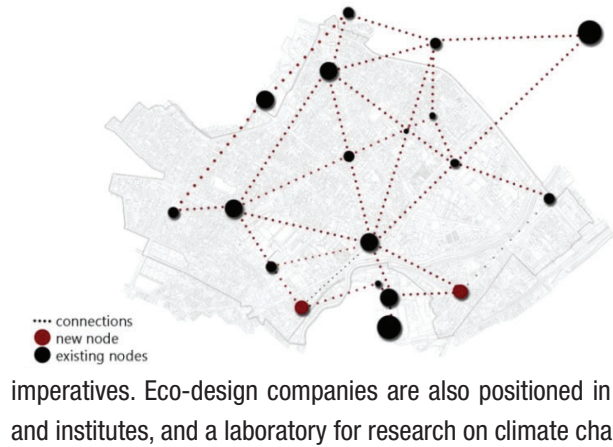 connections
new node
existing nodes
imperatives. Eco-design companies are also positioned in
and institutes, and a laboratory for research on climate cha